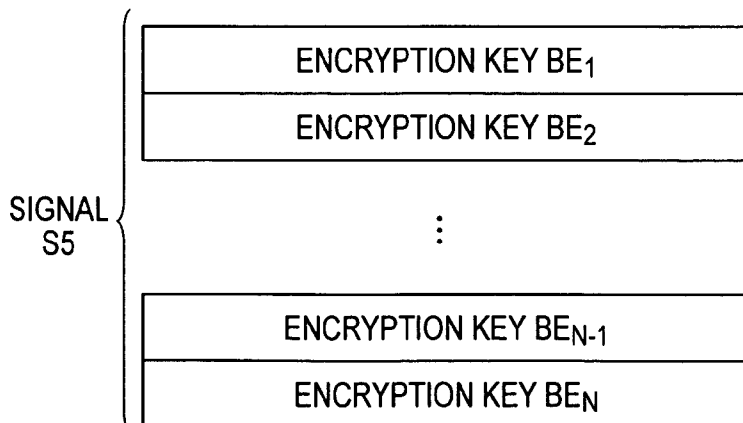 ENCRYPTION KEY BE1
ENCRYPTION KEY BE2
SIGNAL
S5
⋮
ENCRYPTION KEY BEN-1
ENCRYPTION KEY BEN